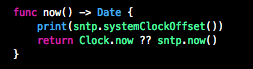 func now() -> Date {
    print(sntp.systemClockOffset())
    return Clock.now ?? sntp.now()
}